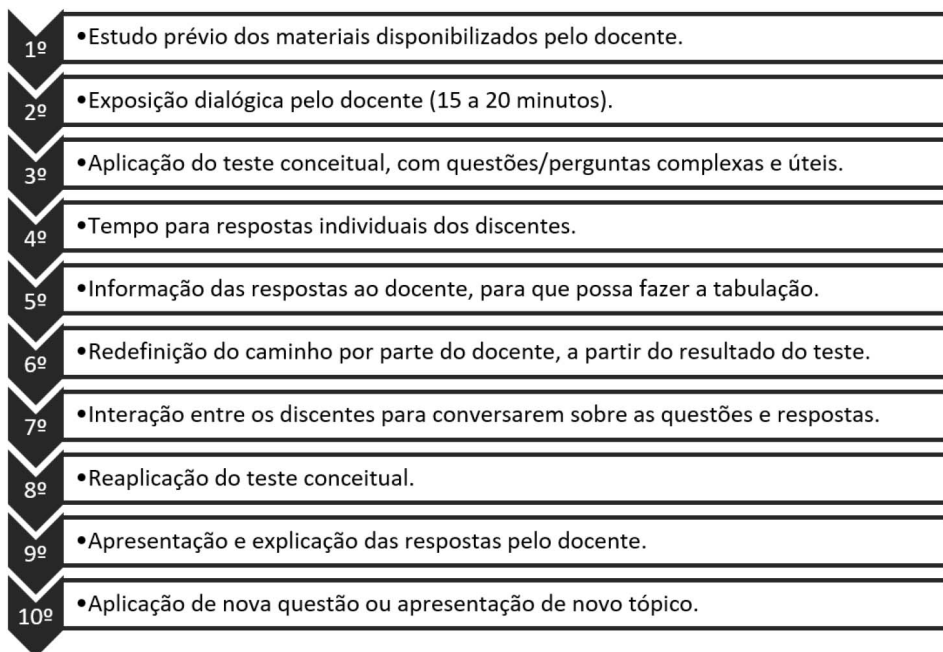 1º •Estudo prévio dos materiais disponibilizados pelo docente.
2º •Exposição dialógica pelo docente (15 a 20 minutos).
3º •Aplicação do teste conceitual, com questões/perguntas complexas e úteis.
4º •Tempo para respostas individuais dos discentes.
5º •Informação das respostas ao docente, para que possa fazer a tabulação.
6º •Redefinição do caminho por parte do docente, a partir do resultado do teste.
7º •Interação entre os discentes para conversarem sobre as questões e respostas.
8º •Reaplicação do teste conceitual.
9º •Apresentação e explicação das respostas pelo docente.
10º •Aplicação de nova questão ou apresentação de novo tópico.